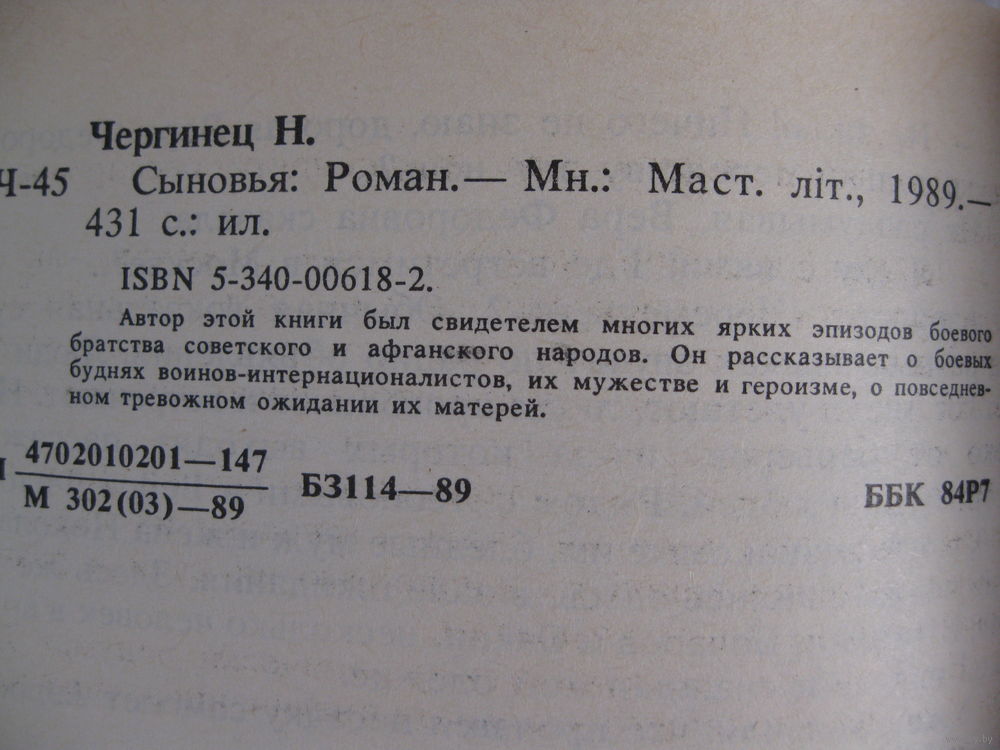 Чергинец Н.
Ч-45 Сыновья: Роман.— Мн.: Маст. літ., 1989.—
431 с.: ил.
ISBN 5-340-00618-2.
Автор этой книги был свидетелем многих ярких эпизодов боевого
братства советского и афганского народов. Он рассказывает о боевых
буднях воинов-интернационалистов, их мужестве и героизме, о повседнев-
ном тревожном ожидании их матерей.
4702010201—147
М 302(03)—89
БЗ114—89
ББК 84Р7